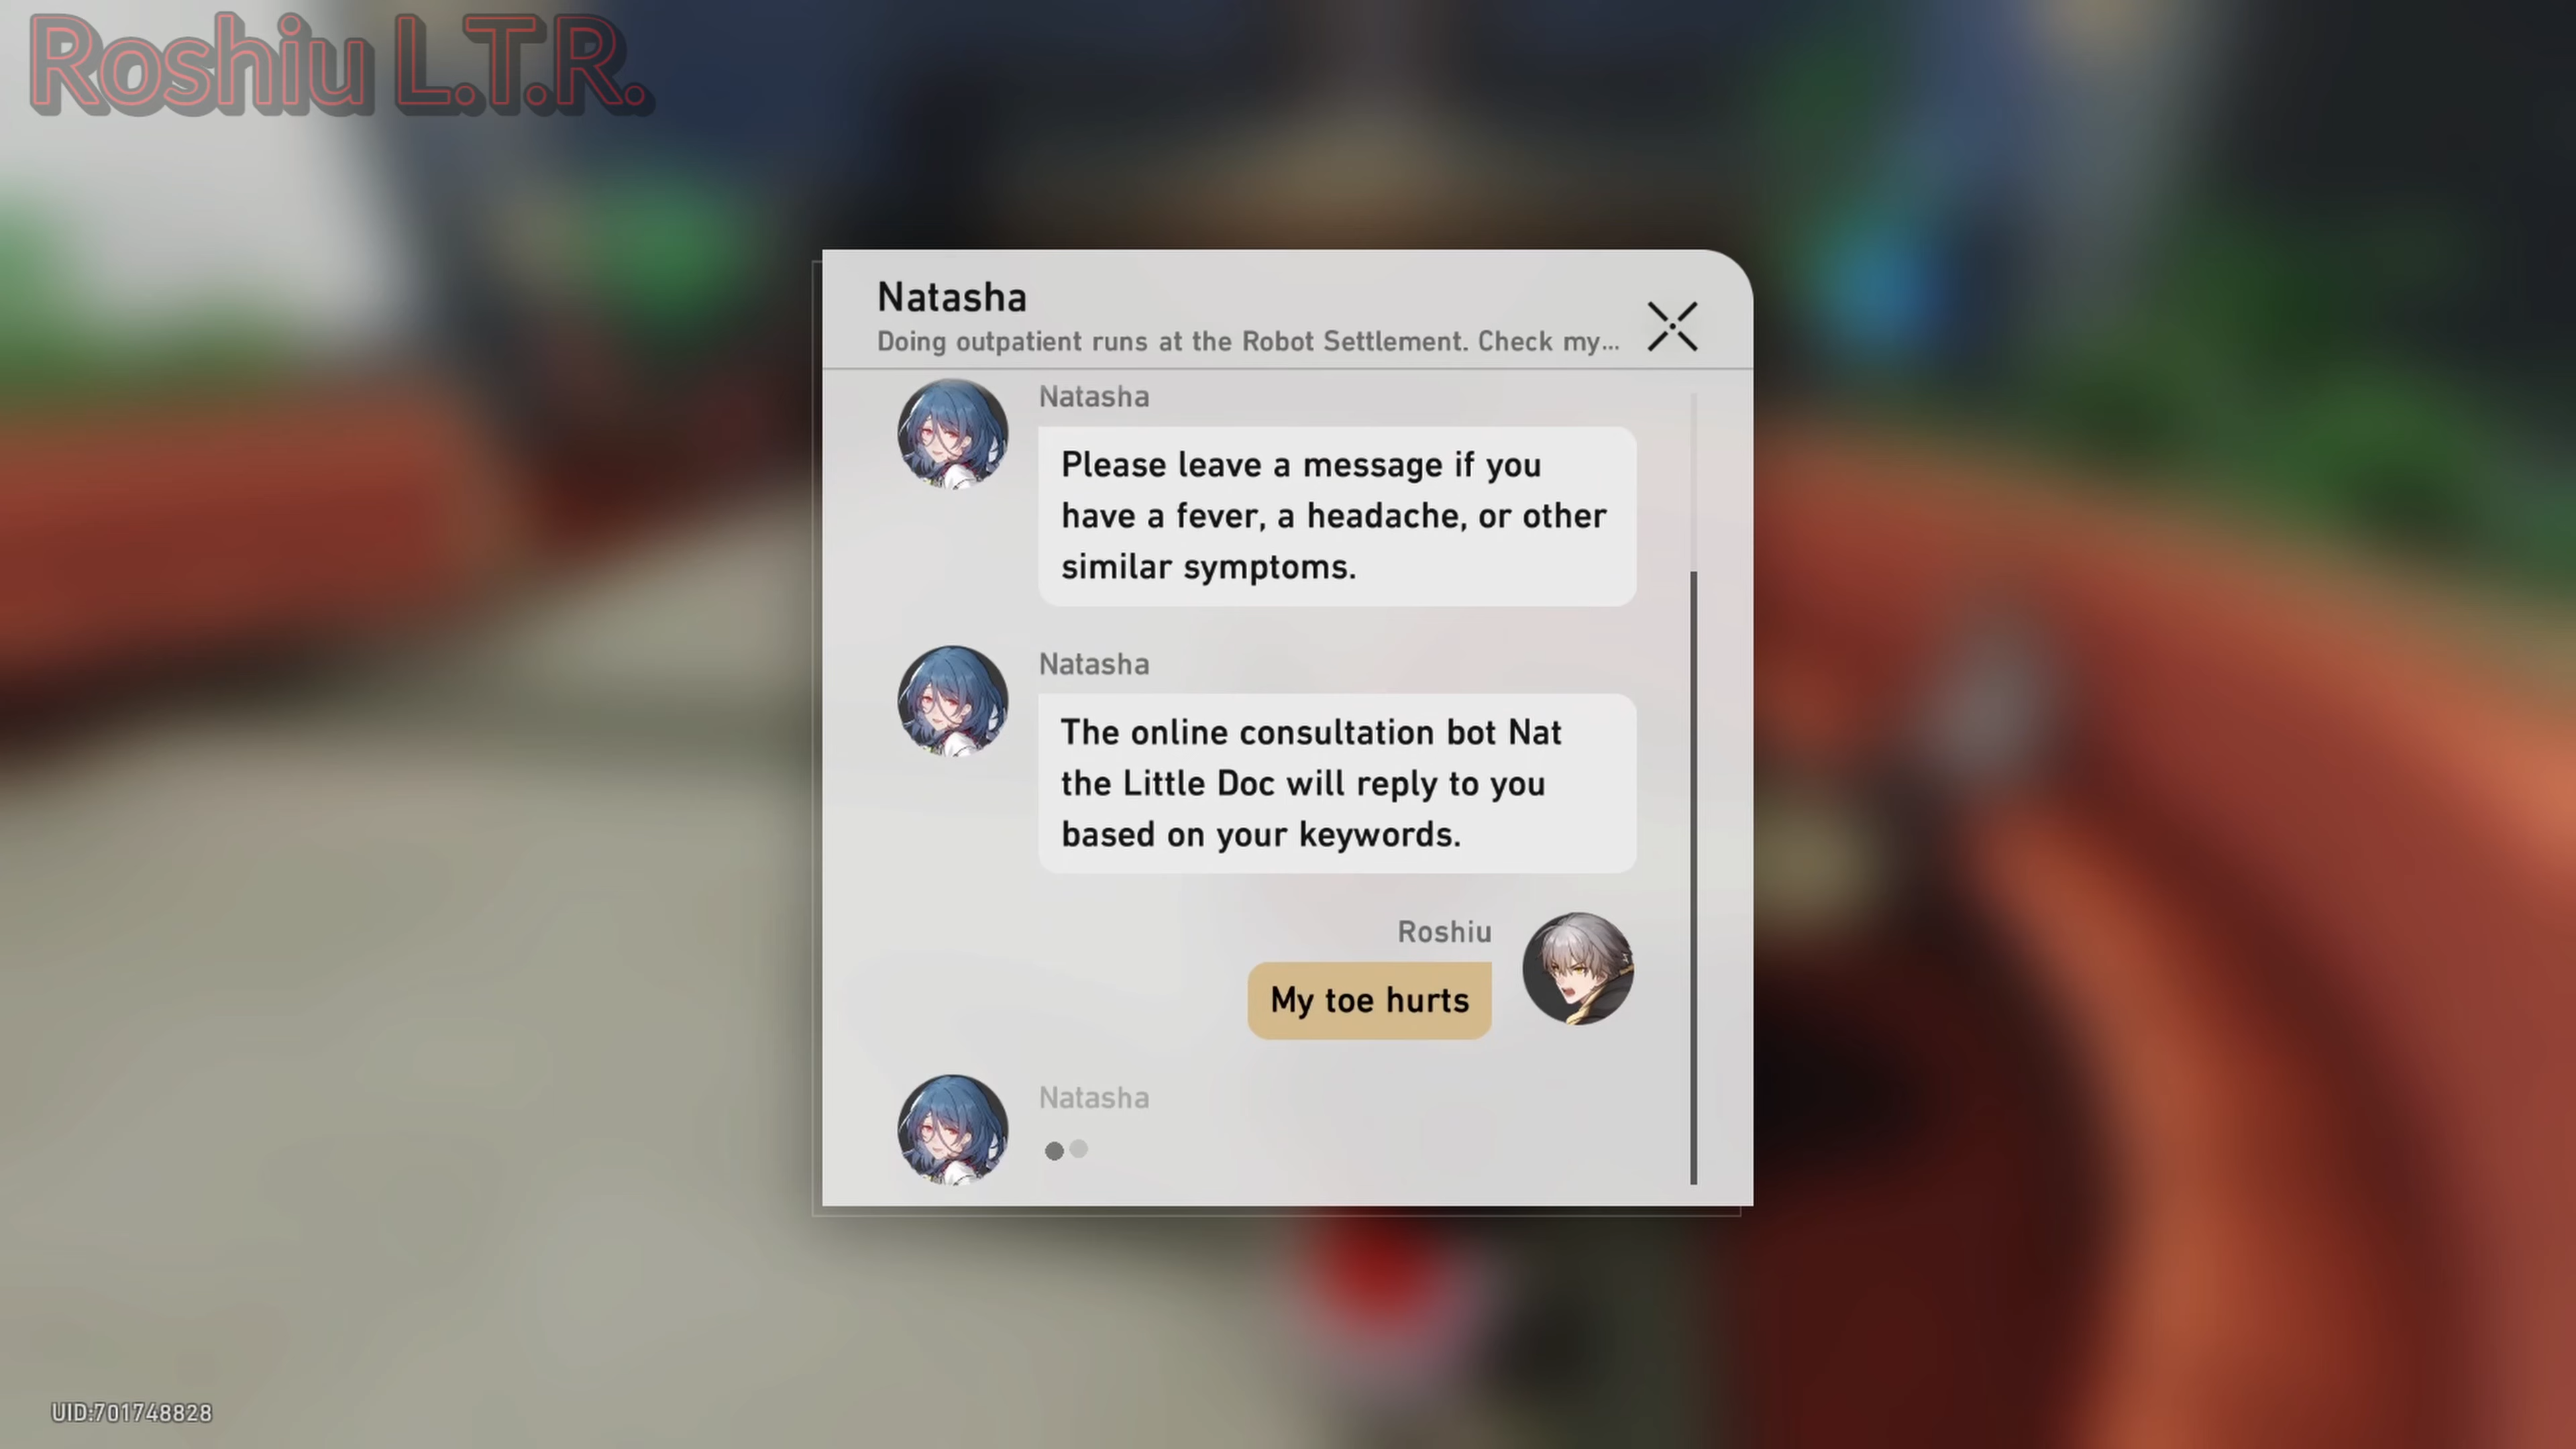 Roshiu L.T.R.
Natasha
Doing outpatient runs at the Robot Settlement. Check my...
Natasha
Please leave a message if you
have a fever, a headache, or other
similar symptoms.
Natasha
The online consultation bot Nat
the Little Doc will reply to you
based on your keywords.
Roshiu
My toe hurts
Natasha
UID:701748828